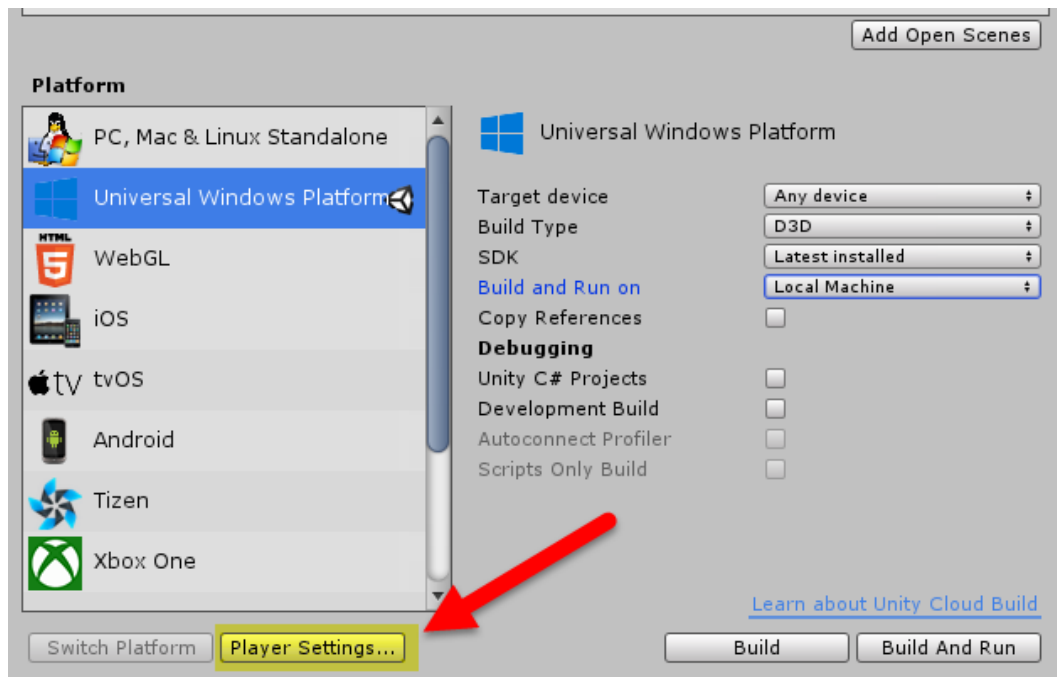 Add Open Scenes
Platform
PC, Mac & Linux Standalone
Universal Windows Platform
HTML
5
WebGL
iOS
tv tvOS
Android
Tizen
Xbox One
Universal Windows Platform
Target device Any device
Build Type D3D
SDK Latest installed
Build and Run on Local Machine
Copy References
Debugging
Unity C# Projects
Development Build
Autoconnect Profiler
Scripts Only Build
Learn about Unity Cloud Build
Switch Platform Player Settings... Build Build And Run